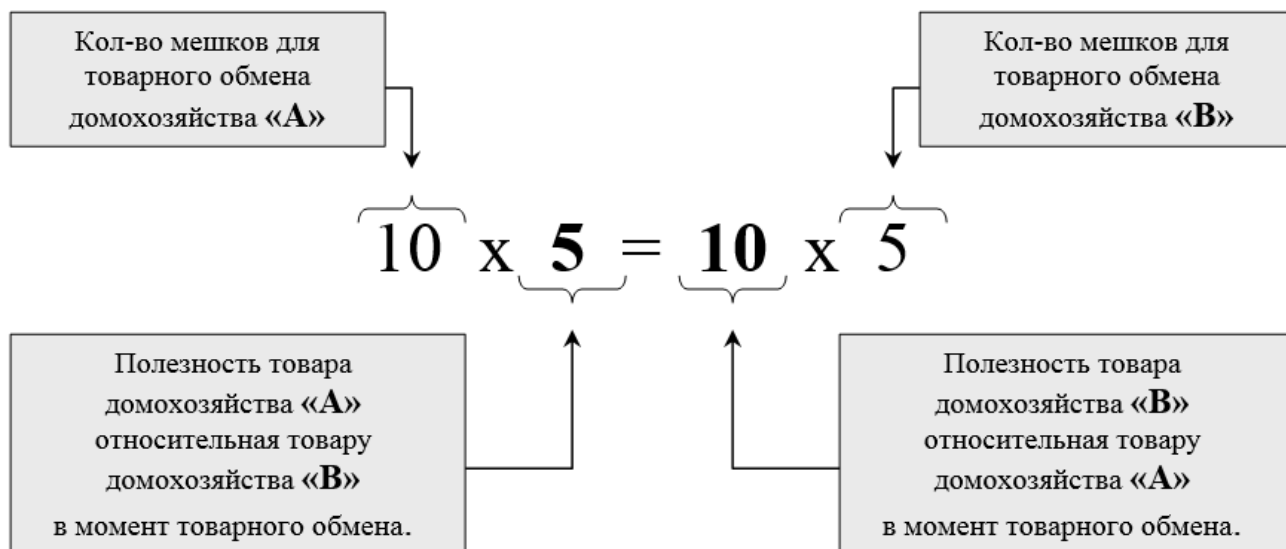 Кол-во мешков для
товарного обмена
домохозяйства «А»
Кол-во мешков для
товарного обмена
домохозяйства «В»
10 х 5 = 10 х 5
Полезность товара
домохозяйства «А»
относительная товару
домохозяйства «В»
в момент товарного обмена.
Полезность товара
домохозяйства «В»
относительная товару
домохозяйства «А»
в момент товарного обмена.